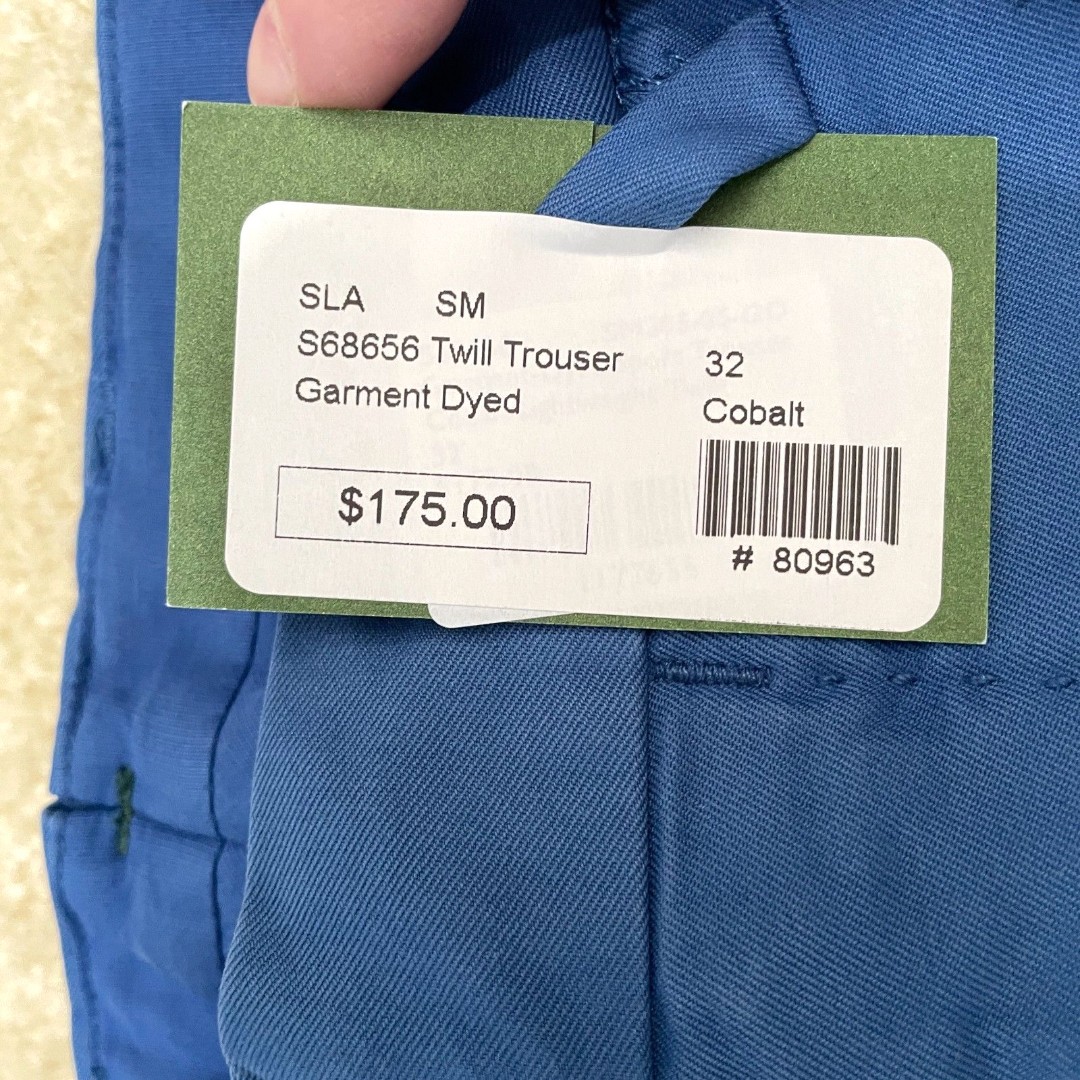 SLA SM
S68656 Twill Trouser 32
Garment Dyed Cobalt
$175.00
# 80963